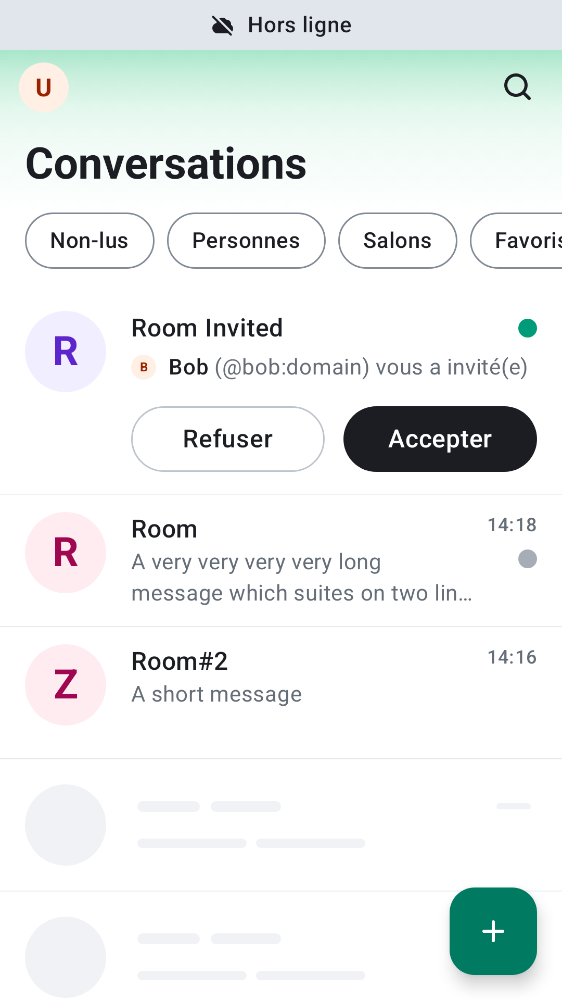 Hors ligne
U
Conversations
Non-lus Personnes Salons Favoris
R
Room Invited
B Bob (@bob:domain) vous a invité(e)
Refuser Accepter
R
Room 14:18
A very very very very long
message which suites on two lin…
Z
Room#2 14:16
A short message